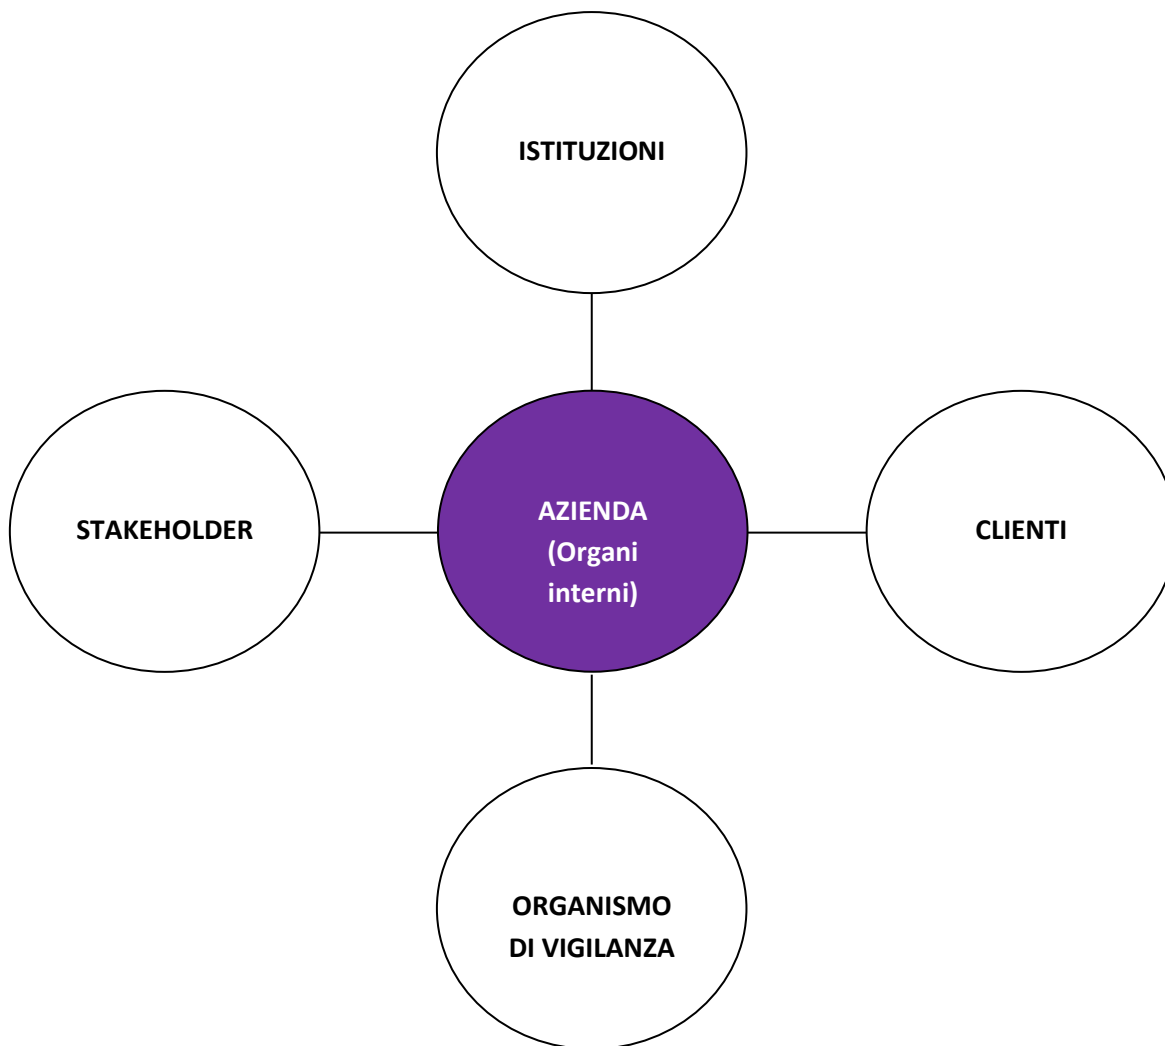 ISTITUZIONI
STAKEHOLDER
AZIENDA
(Organi
interni)
CLIENTI
ORGANISMO
DI VIGILANZA